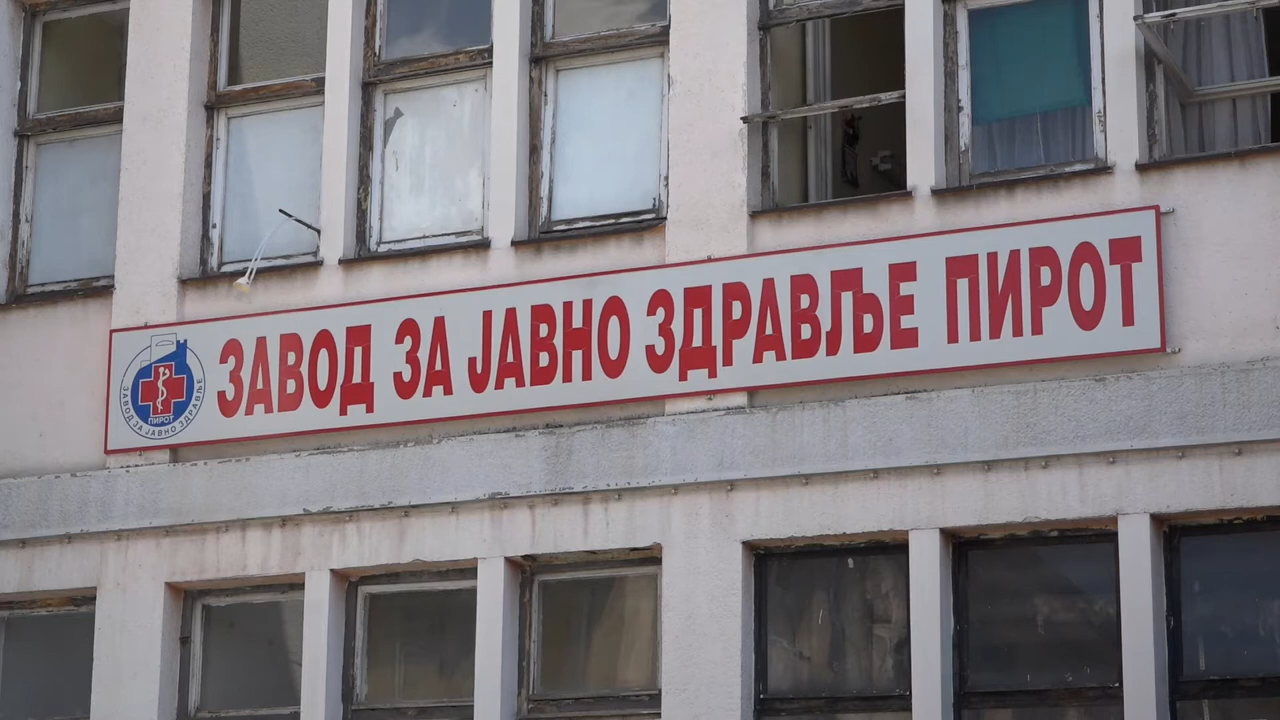 ЗАВОД ЗА ЈАВНО ЗДРАВЉЕ ПИРОТ
ПИРОТ
ЗАВОД ЗА ЈАВНО ЗДРАВЉЕ